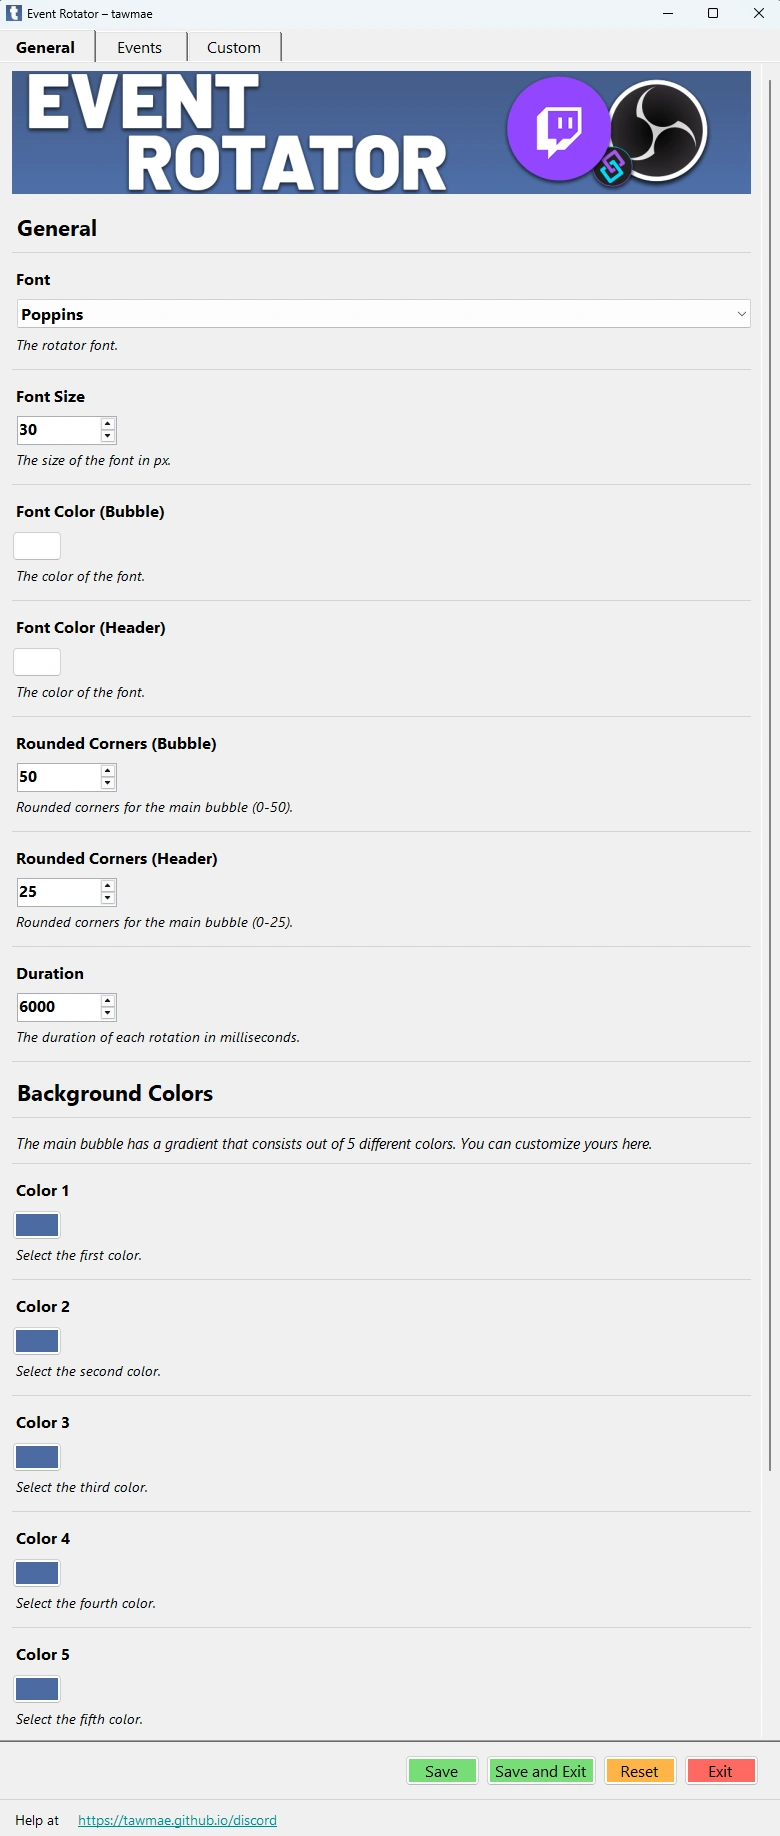 Event Rotator – tawmae
General
Events
Custom
EVENT
ROTATOR
General
Font
Poppins
The rotator font.
Font Size
30
The size of the font in px.
Font Color (Bubble)
The color of the font.
Font Color (Header)
The color of the font.
Rounded Corners (Bubble)
50
Rounded corners for the main bubble (0-50).
Rounded Corners (Header)
25
Rounded corners for the main bubble (0-25).
Duration
6000
The duration of each rotation in milliseconds.
Background Colors
The main bubble has a gradient that consists out of 5 different colors. You can customize yours here.
Color 1
Select the first color.
Color 2
Select the second color.
Color 3
Select the third color.
Color 4
Select the fourth color.
Color 5
Select the fifth color.
Save
Save and Exit
Reset
Exit
Help at https://tawmae.github.io/discord